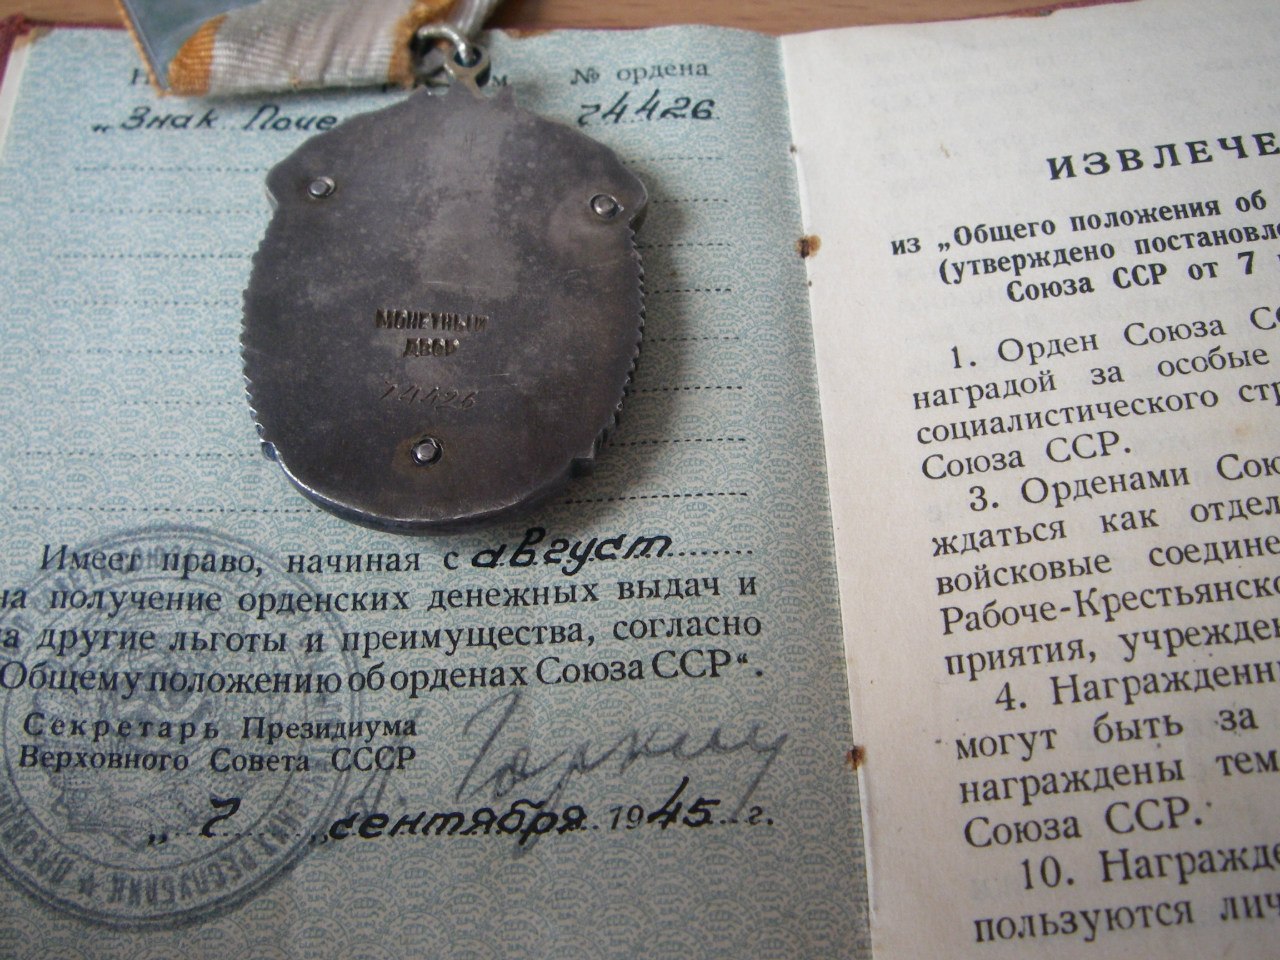 № ордена
„Знак Поче 74426
МОНЕТНЫЙ
ДВОР
74426
Имеет право, начиная с август
на получение орденских денежных выдач и
на другие льготы и преимущества, согласно
„Общему положению об орденах Союза ССР“.
Секретарь Президиума
Верховного Совета СССР
А. Горкин
„7 „сентября 1945 г.
ИЗВЛЕЧЕ
из „Общего положения об
(утверждено постановле
Союза ССР от 7
1. Орден Союза СС
наградой за особые
социалистического стр
Союза ССР.
3. Орденами Сою
ждаться как отдел
войсковые соедине
Рабоче-Крестьянско
приятия, учрежден
4. Награжденн
могут быть за
награждены тем
Союза ССР.
10. Награжде
пользуются лич